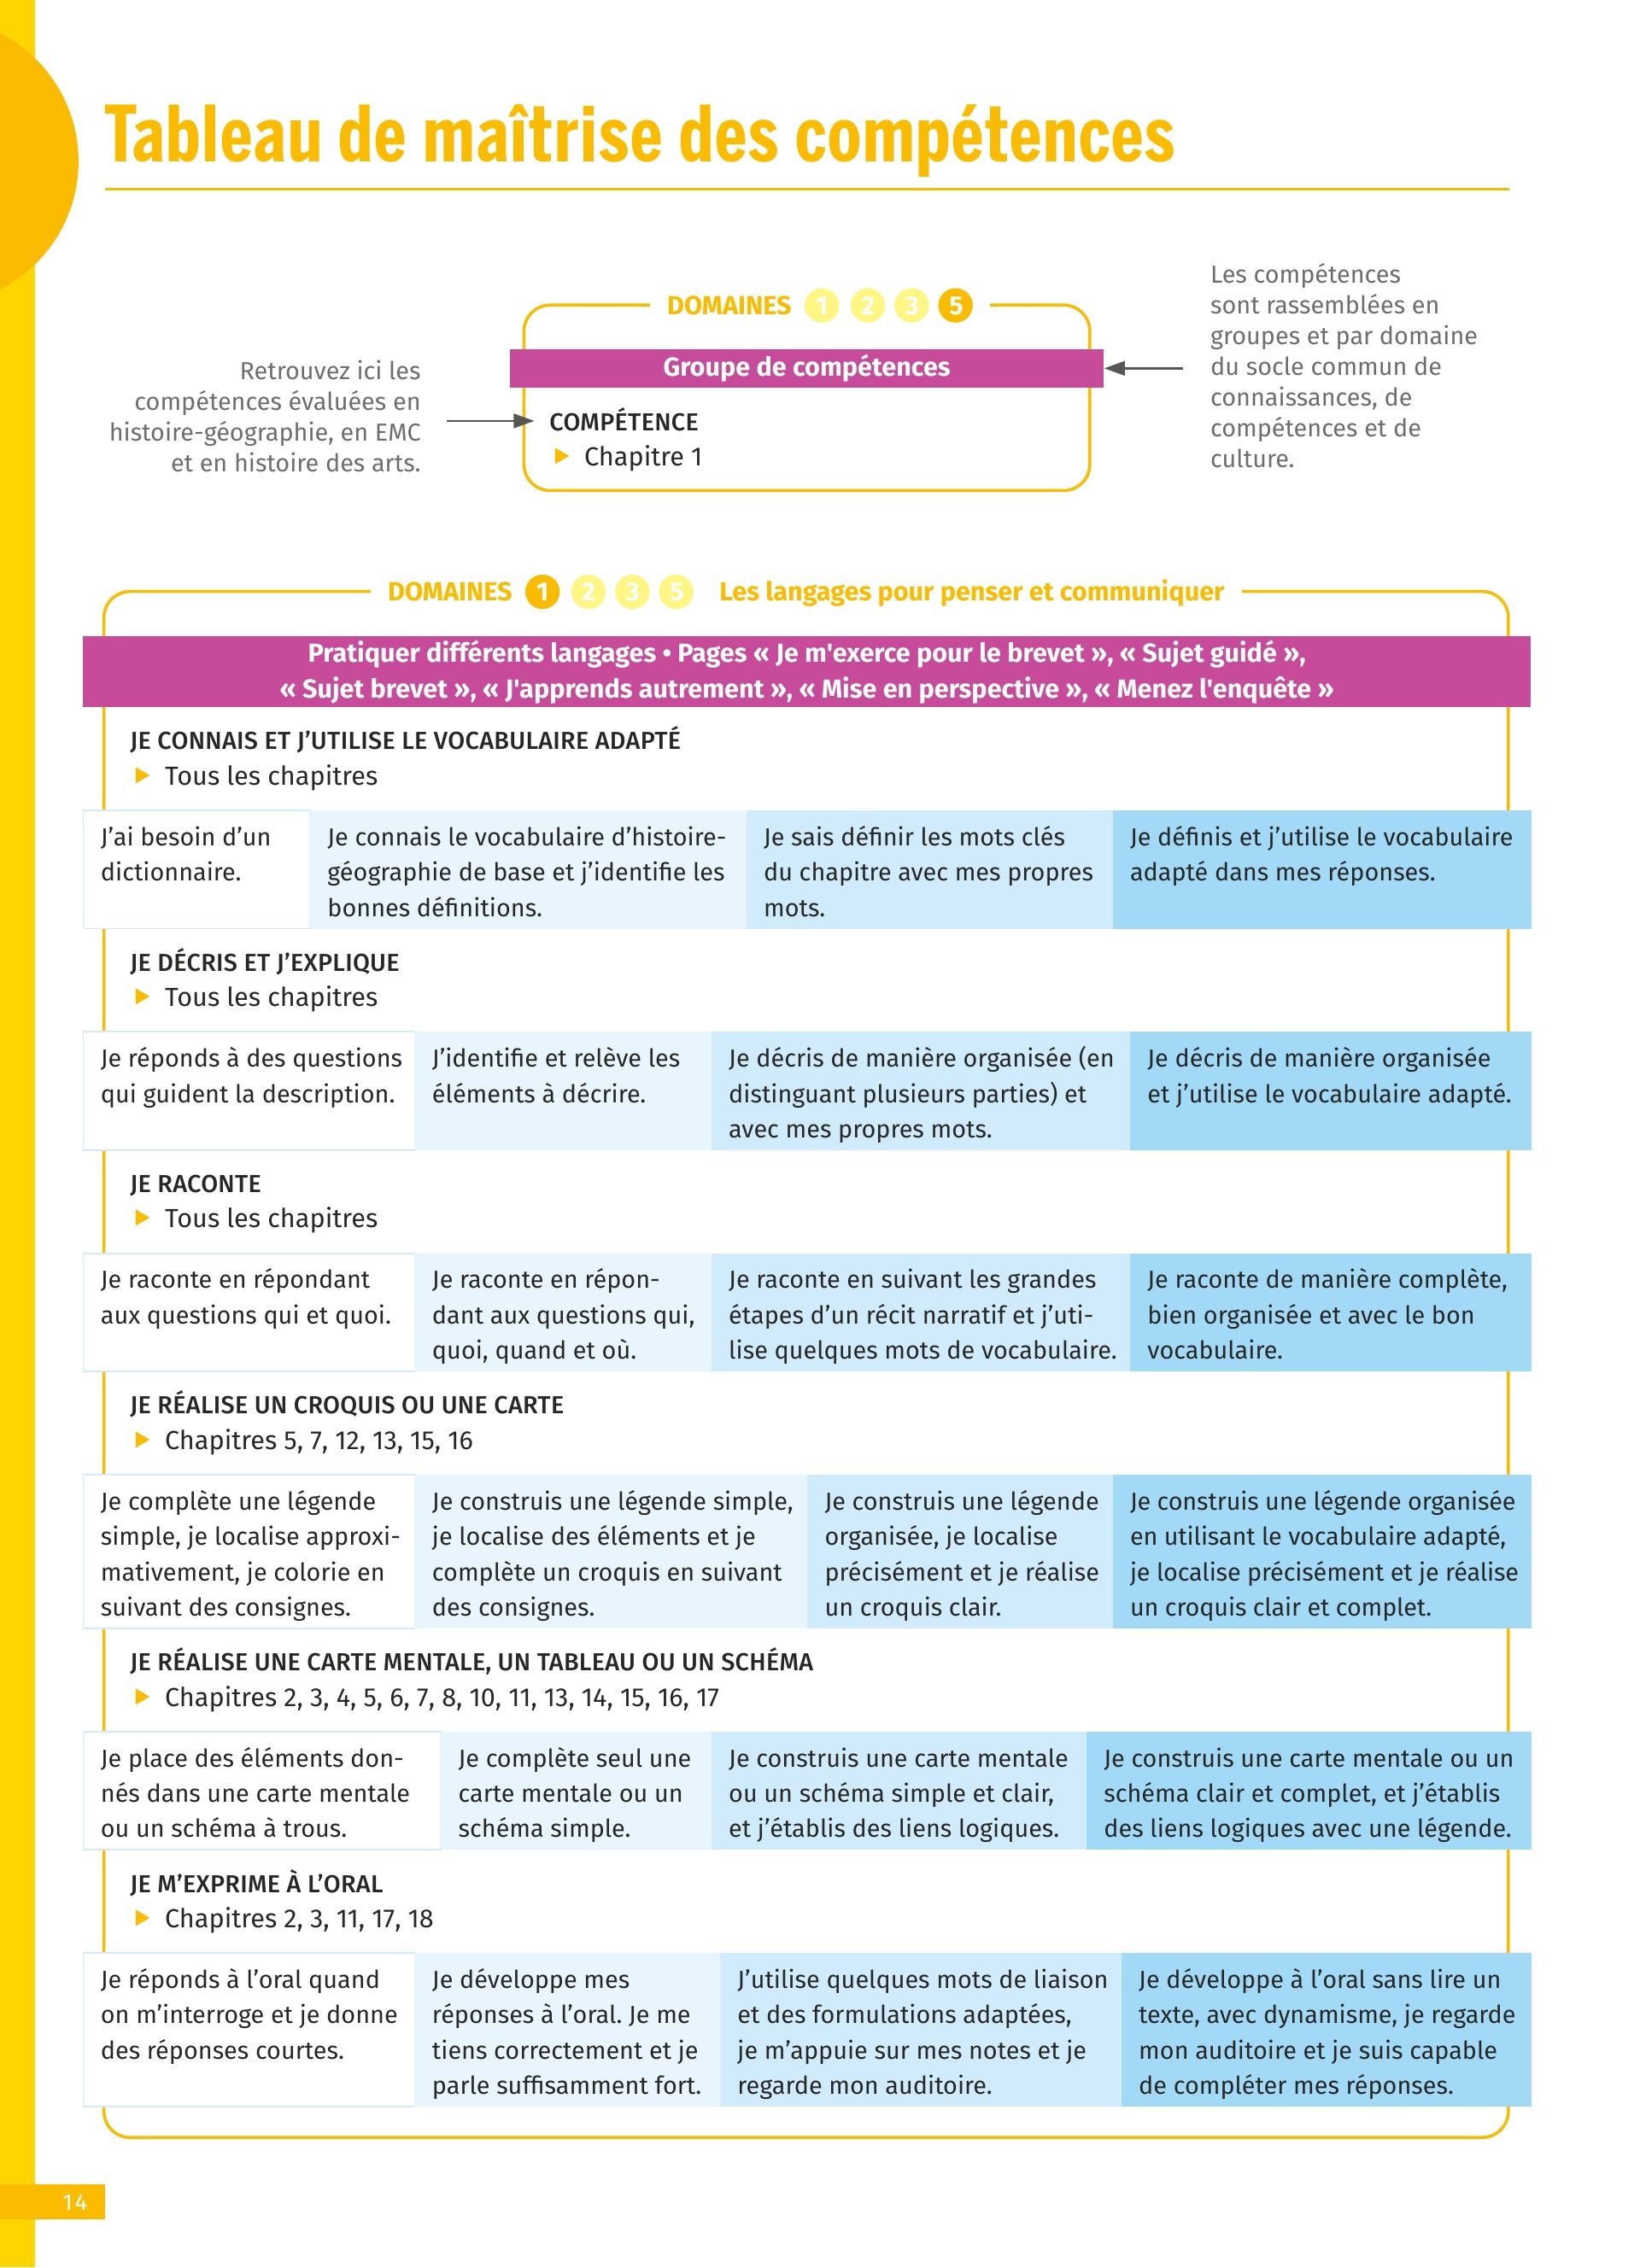 Tableau de maîtrise des compétences
DOMAINES 1 2 3 5
Groupe de compétences
COMPÉTENCE
▶ Chapitre 1
Retrouvez ici les
compétences évaluées en
histoire-géographie, en EMC
et en histoire des arts.
Les compétences
sont rassemblées en
groupes et par domaine
du socle commun de
connaissances, de
compétences et de
culture.
DOMAINES 1 2 3 5 Les langages pour penser et communiquer
Pratiquer différents langages • Pages « Je m'exerce pour le brevet », « Sujet guidé »,
« Sujet brevet », « J'apprends autrement », « Mise en perspective », « Menez l'enquête »
JE CONNAIS ET J’UTILISE LE VOCABULAIRE ADAPTÉ
▶ Tous les chapitres
J’ai besoin d’un
dictionnaire.
Je connais le vocabulaire d’histoire-
géographie de base et j’identifie les
bonnes définitions.
Je sais définir les mots clés
du chapitre avec mes propres
mots.
Je définis et j’utilise le vocabulaire
adapté dans mes réponses.
JE DÉCRIS ET J’EXPLIQUE
▶ Tous les chapitres
Je réponds à des questions
qui guident la description.
J’identifie et relève les
éléments à décrire.
Je décris de manière organisée (en
distinguant plusieurs parties) et
avec mes propres mots.
Je décris de manière organisée
et j’utilise le vocabulaire adapté.
JE RACONTE
▶ Tous les chapitres
Je raconte en répondant
aux questions qui et quoi.
Je raconte en répon-
dant aux questions qui,
quoi, quand et où.
Je raconte en suivant les grandes
étapes d’un récit narratif et j’uti-
lise quelques mots de vocabulaire.
Je raconte de manière complète,
bien organisée et avec le bon
vocabulaire.
JE RÉALISE UN CROQUIS OU UNE CARTE
▶ Chapitres 5, 7, 12, 13, 15, 16
Je complète une légende
simple, je localise approxi-
mativement, je colorie en
suivant des consignes.
Je construis une légende simple,
je localise des éléments et je
complète un croquis en suivant
des consignes.
Je construis une légende
organisée, je localise
précisément et je réalise
un croquis clair.
Je construis une légende organisée
en utilisant le vocabulaire adapté,
je localise précisément et je réalise
un croquis clair et complet.
JE RÉALISE UNE CARTE MENTALE, UN TABLEAU OU UN SCHÉMA
▶ Chapitres 2, 3, 4, 5, 6, 7, 8, 10, 11, 13, 14, 15, 16, 17
Je place des éléments don-
nés dans une carte mentale
ou un schéma à trous.
Je complète seul une
carte mentale ou un
schéma simple.
Je construis une carte mentale
ou un schéma simple et clair,
et j’établis des liens logiques.
Je construis une carte mentale ou un
schéma clair et complet, et j’établis
des liens logiques avec une légende.
JE M’EXPRIME À L’ORAL
▶ Chapitres 2, 3, 11, 17, 18
Je réponds à l’oral quand
on m’interroge et je donne
des réponses courtes.
Je développe mes
réponses à l’oral. Je me
tiens correctement et je
parle suffisamment fort.
J’utilise quelques mots de liaison
et des formulations adaptées,
je m’appuie sur mes notes et je
regarde mon auditoire.
Je développe à l’oral sans lire un
texte, avec dynamisme, je regarde
mon auditoire et je suis capable
de compléter mes réponses.
14